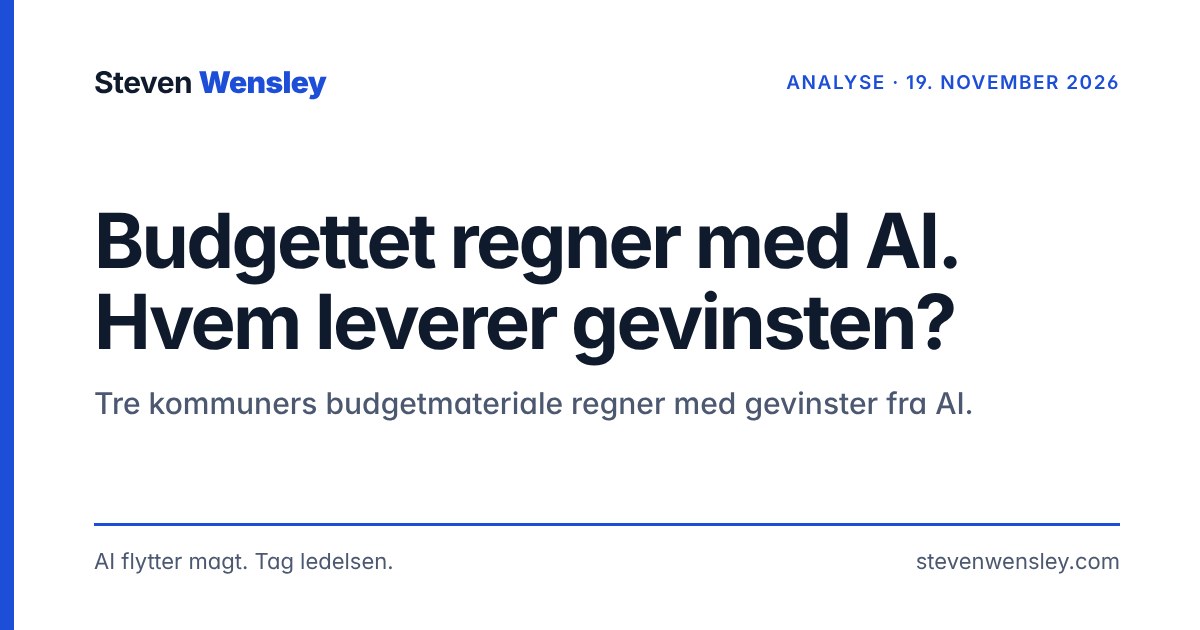 Steven Wensley
ANALYSE · 19. NOVEMBER 2026
Budgettet regner med AI.
Hvem leverer gevinsten?
Tre kommuners budgetmateriale regner med gevinster fra AI.
AI flytter magt. Tag ledelsen.
stevenwensley.com